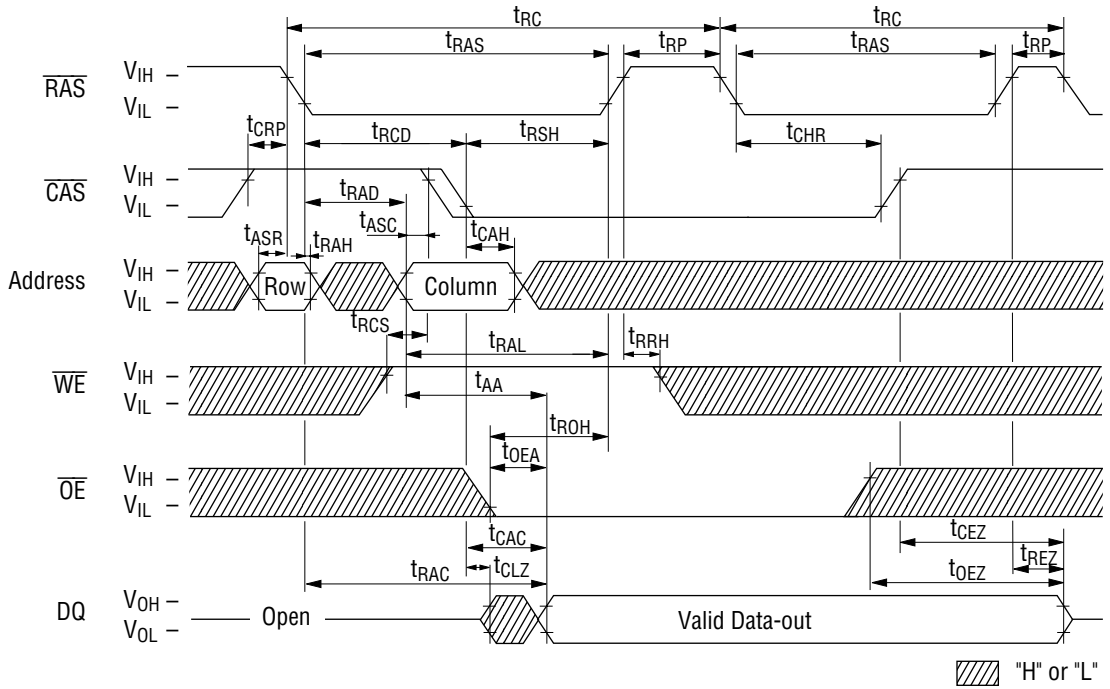 tRC tRC
tRAS tRP tRAS tRP
RAS VIH –
VIL –
tCRP tRCD tRSH tCHR
CAS VIH –
VIL –
tRAD
tASC tCAH
tASR tRAH
Address VIH –
VIL –
Row Column
tRCS tRAL tRRH
WE VIH –
VIL –
tAA
tROH
tOEA
OE VIH –
VIL –
tCAC tCEZ
tRAC tCLZ tOEZ tREZ
DQ VOH –
VOL –
Open Valid Data-out
"H" or "L"